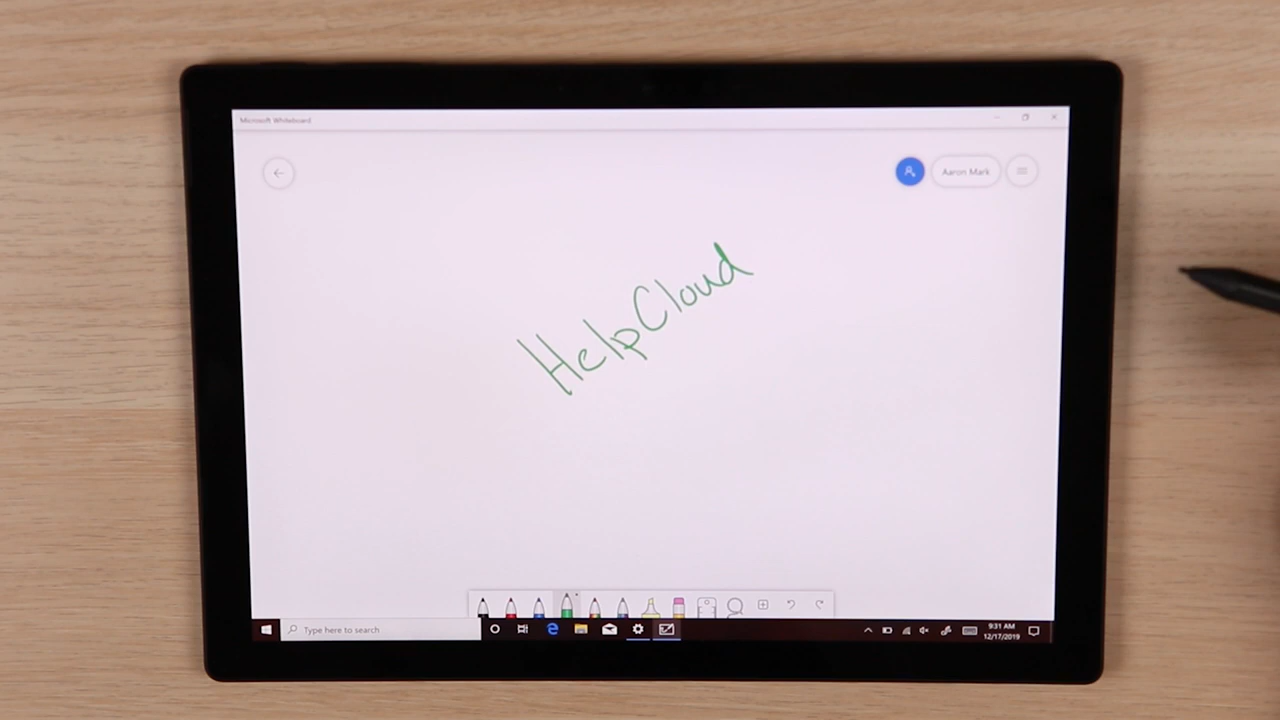 Microsoft Whiteboard
Aaron Mark
HelpCloud
Type here to search
9:31 AM
12/17/2019